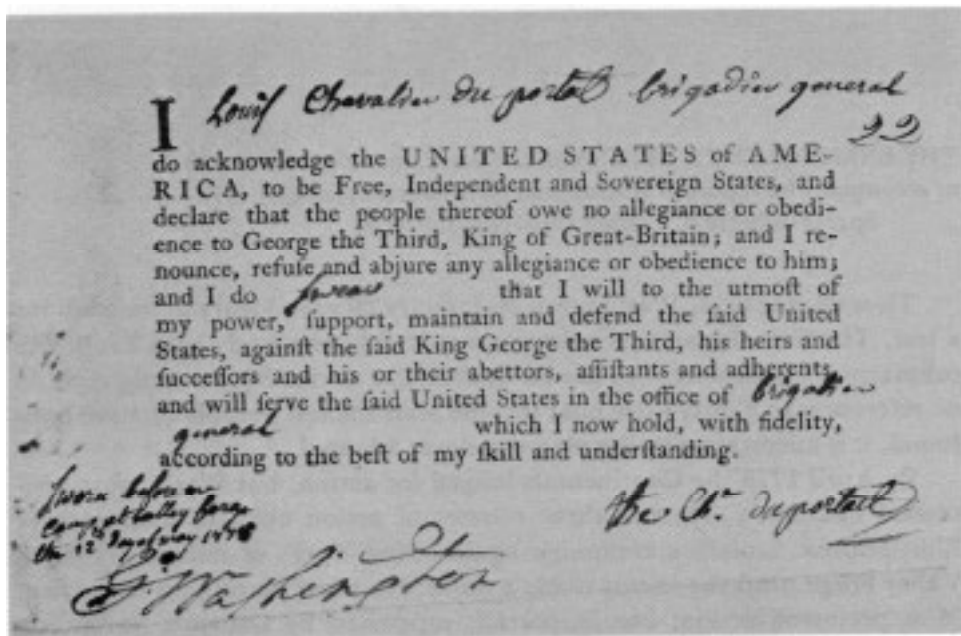 I Louis Chevalier du portail brigadier general
22
do acknowledge the UNITED STATES of AME-
RICA, to be Free, Independent and Sovereign States, and
declare that the people thereof owe no allegiance or obedi-
ence to George the Third, King of Great-Britain; and I re-
nounce, refuſe and abjure any allegiance or obedience to him;
and I do ſwear that I will to the utmoſt of
my power, ſupport, maintain and defend the ſaid United
States, againſt the ſaid King George the Third, his heirs and
ſucceſſors and his or their abettors, aſſiſtants and adherents,
and will ſerve the ſaid United States in the office of brigadier
general which I now hold, with fidelity,
according to the beſt of my ſkill and underſtanding.
Sworn before me
Camp at Valley Forge
the 12th day of May 1778
the Ch. duportail
G. Washington